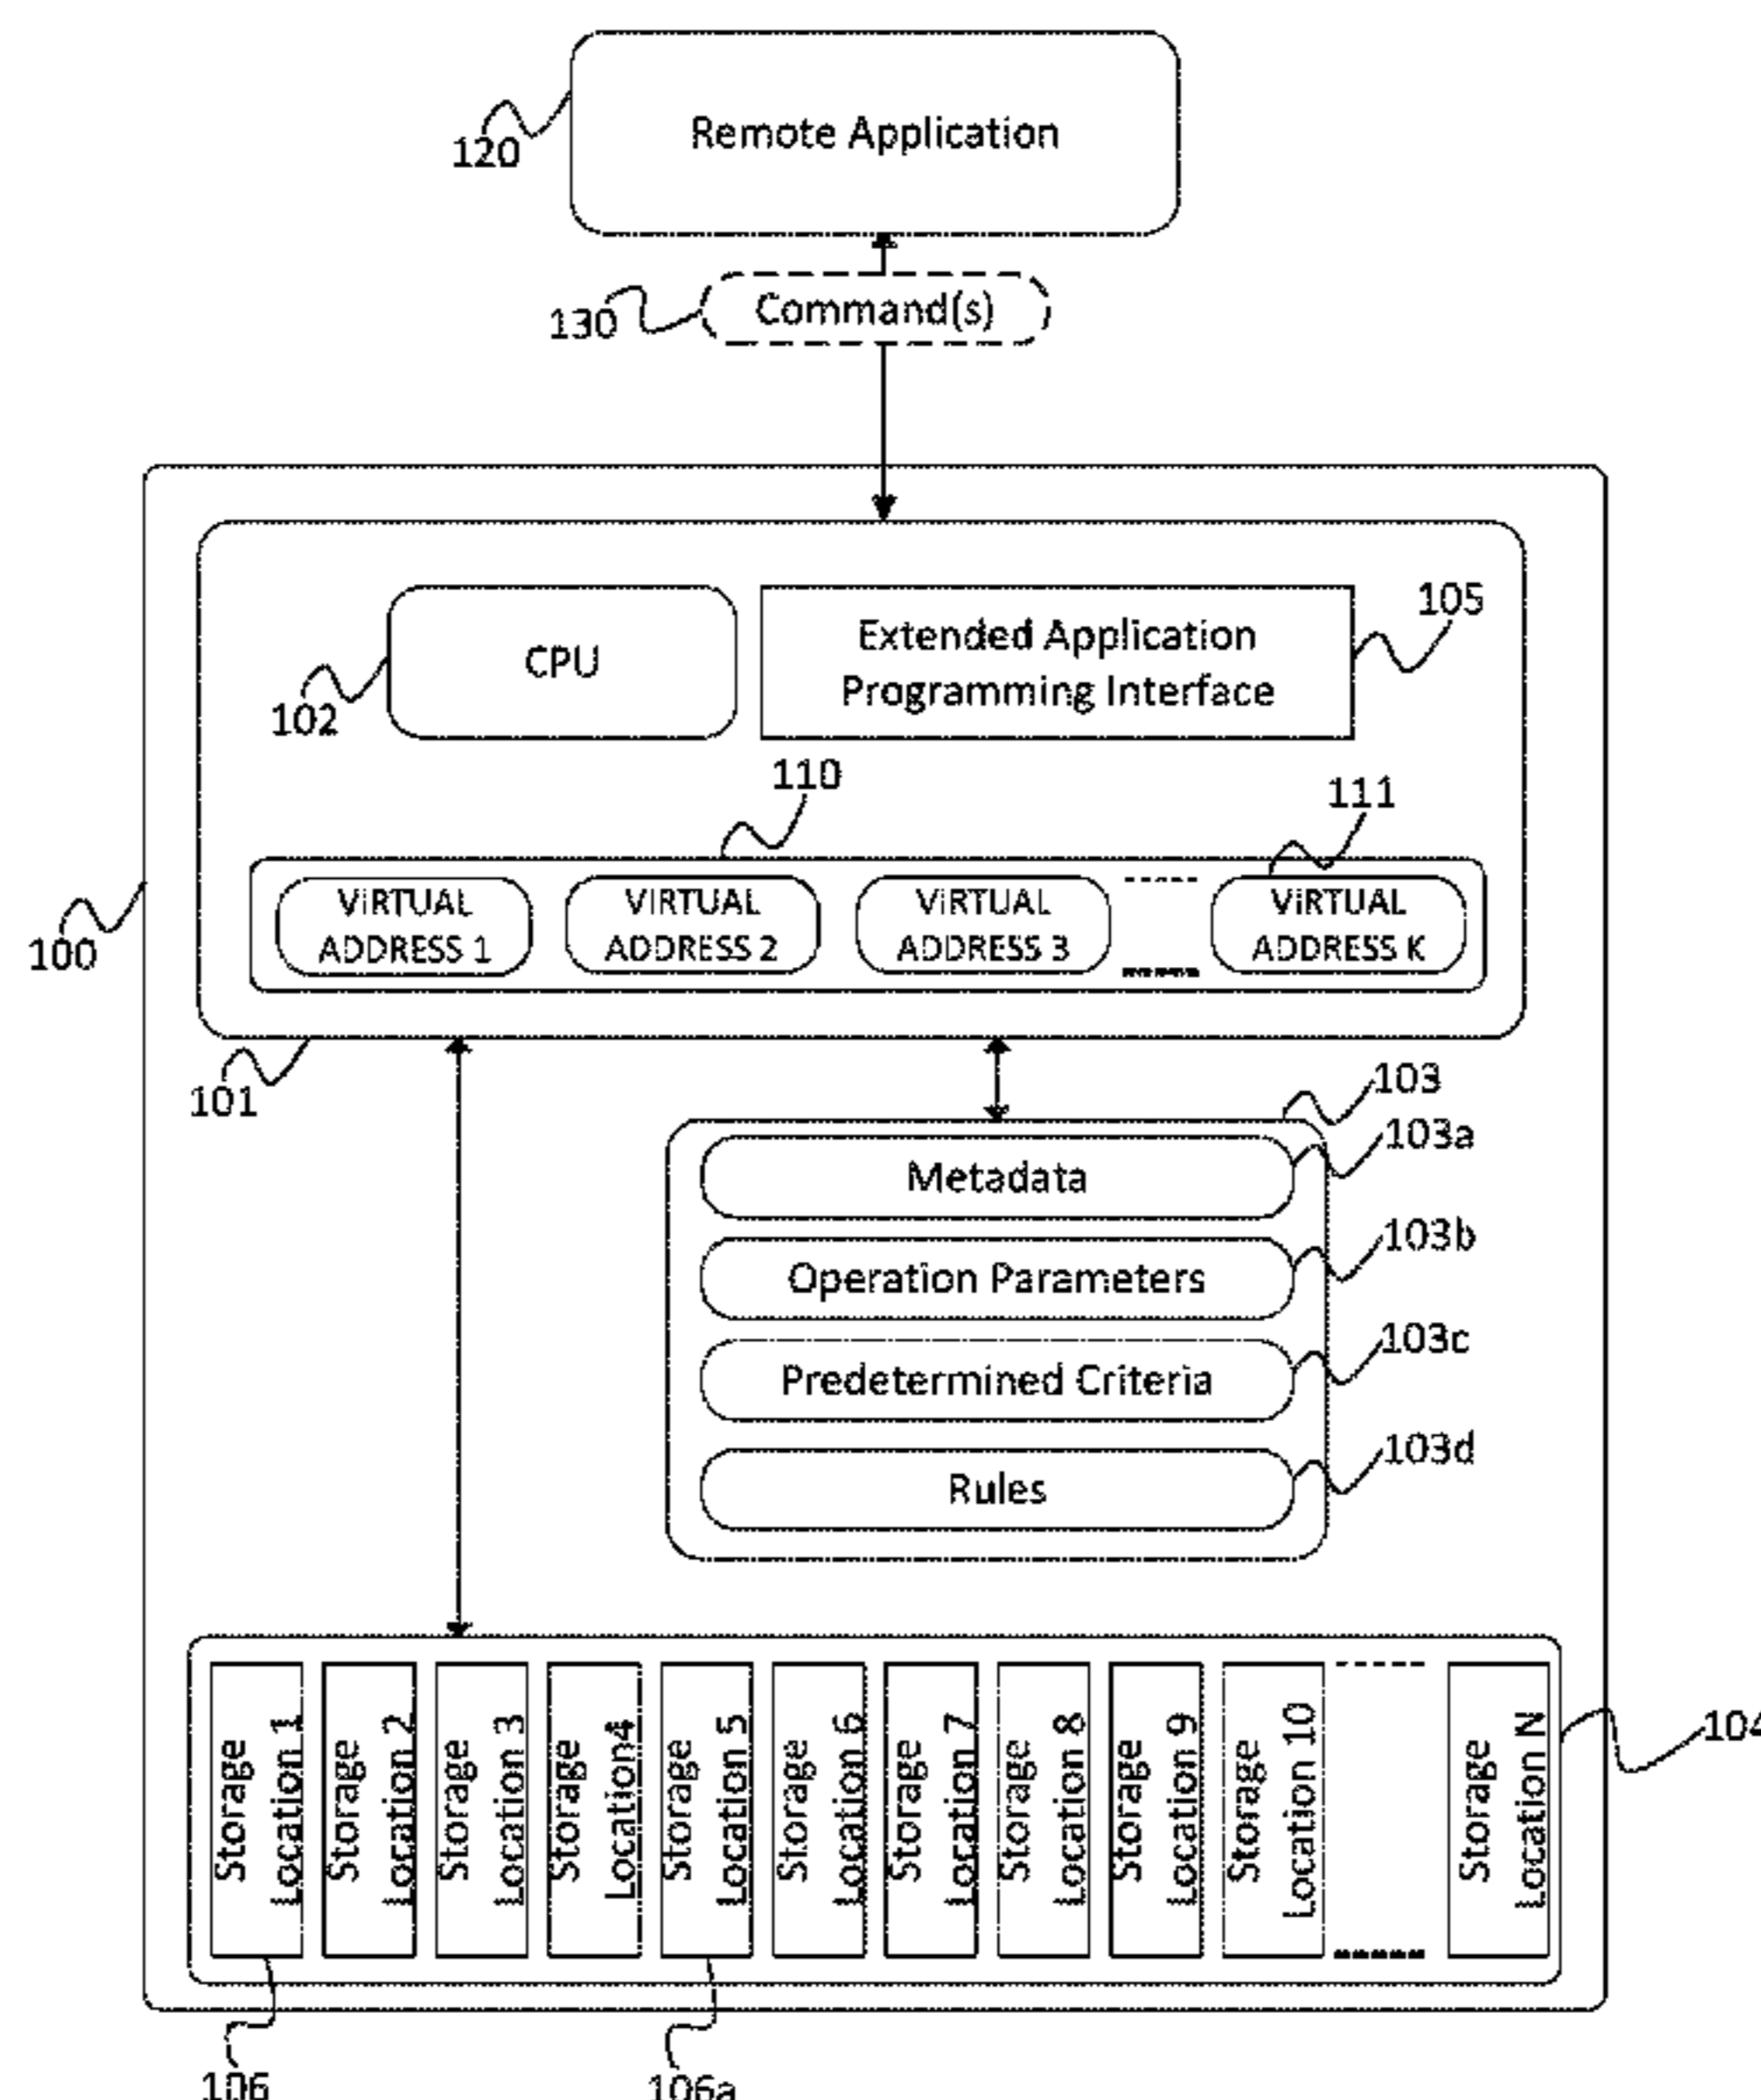 Remote Application
120
Command(s)
130
CPU
Extended Application
Programming Interface
105
102
110
111
ViRTUAL
ADDRESS 1
VIRTUAL
ADDRESS 2
ViRTUAL
ADDRESS 3
ViRTUAL
ADDRESS K
100
101
103
Metadata
103a
Operation Parameters
103b
Predetermined Criteria
103c
Rules
103d
Storage
Location 1
Storage
Location 2
Storage
Location 3
Storage
Location4
Storage
Location 5
Storage
Location 6
Storage
Location 7
Storage
Location 8
Storage
Location 9
Storage
Location 10
Storage
Location N
104
106
106a